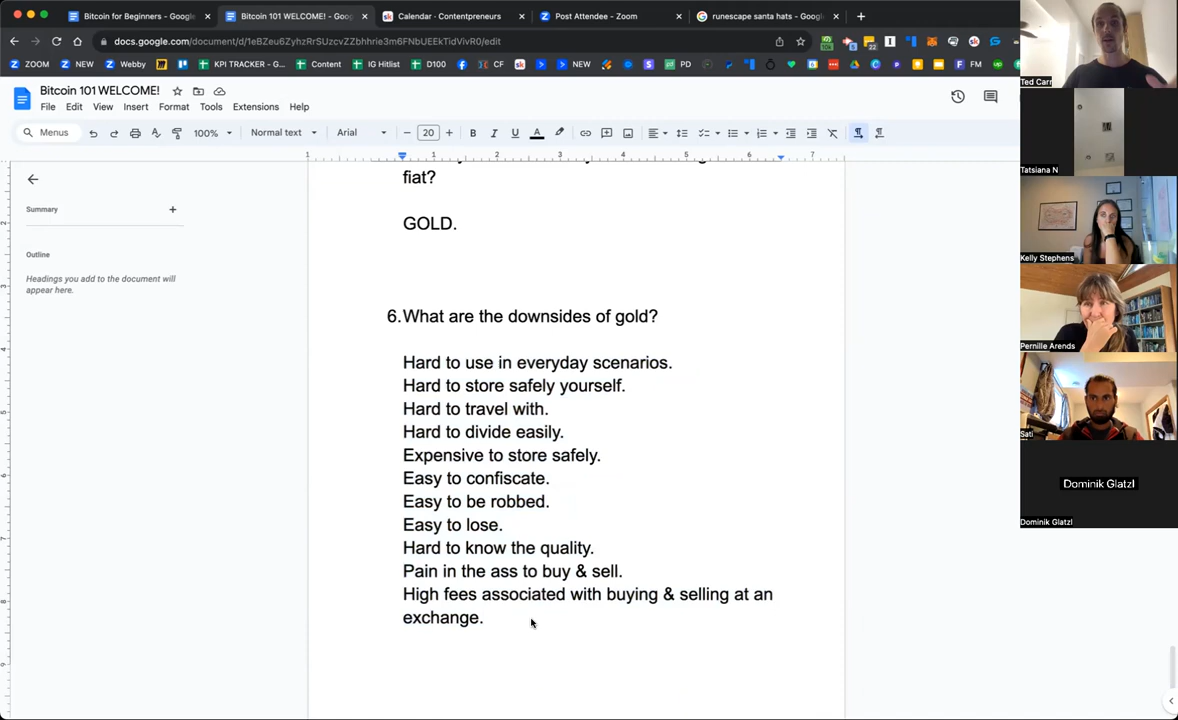 Bitcoin for Beginners - Google
Bitcoin 101 WELCOME! - Goog
Calendar - Contentpreneurs
Post Attendee - Zoom
runescape santa hats - Google
docs.google.com/document/d/1eBZeu6ZyhzRrSUzcvZZbhhrie3m6FNbUEEkTidVivR0/edit
ZOOM
NEW
Webby
KPI TRACKER - G...
Content
IG Hitlist
D100
CF
NEW
PD
FM
Bitcoin 101 WELCOME!
File Edit View Insert Format Tools Extensions Help
Menus
100%
Normal text
Arial
20
Summary
Outline
Headings you add to the document will
appear here.
fiat?
GOLD.
6. What are the downsides of gold?
Hard to use in everyday scenarios.
Hard to store safely yourself.
Hard to travel with.
Hard to divide easily.
Expensive to store safely.
Easy to confiscate.
Easy to be robbed.
Easy to lose.
Hard to know the quality.
Pain in the ass to buy & sell.
High fees associated with buying & selling at an
exchange.
Ted Carr
Tatsiana N
Kelly Stephens
Pernille Arends
Sati
Dominik Glatzl
Dominik Glatzl